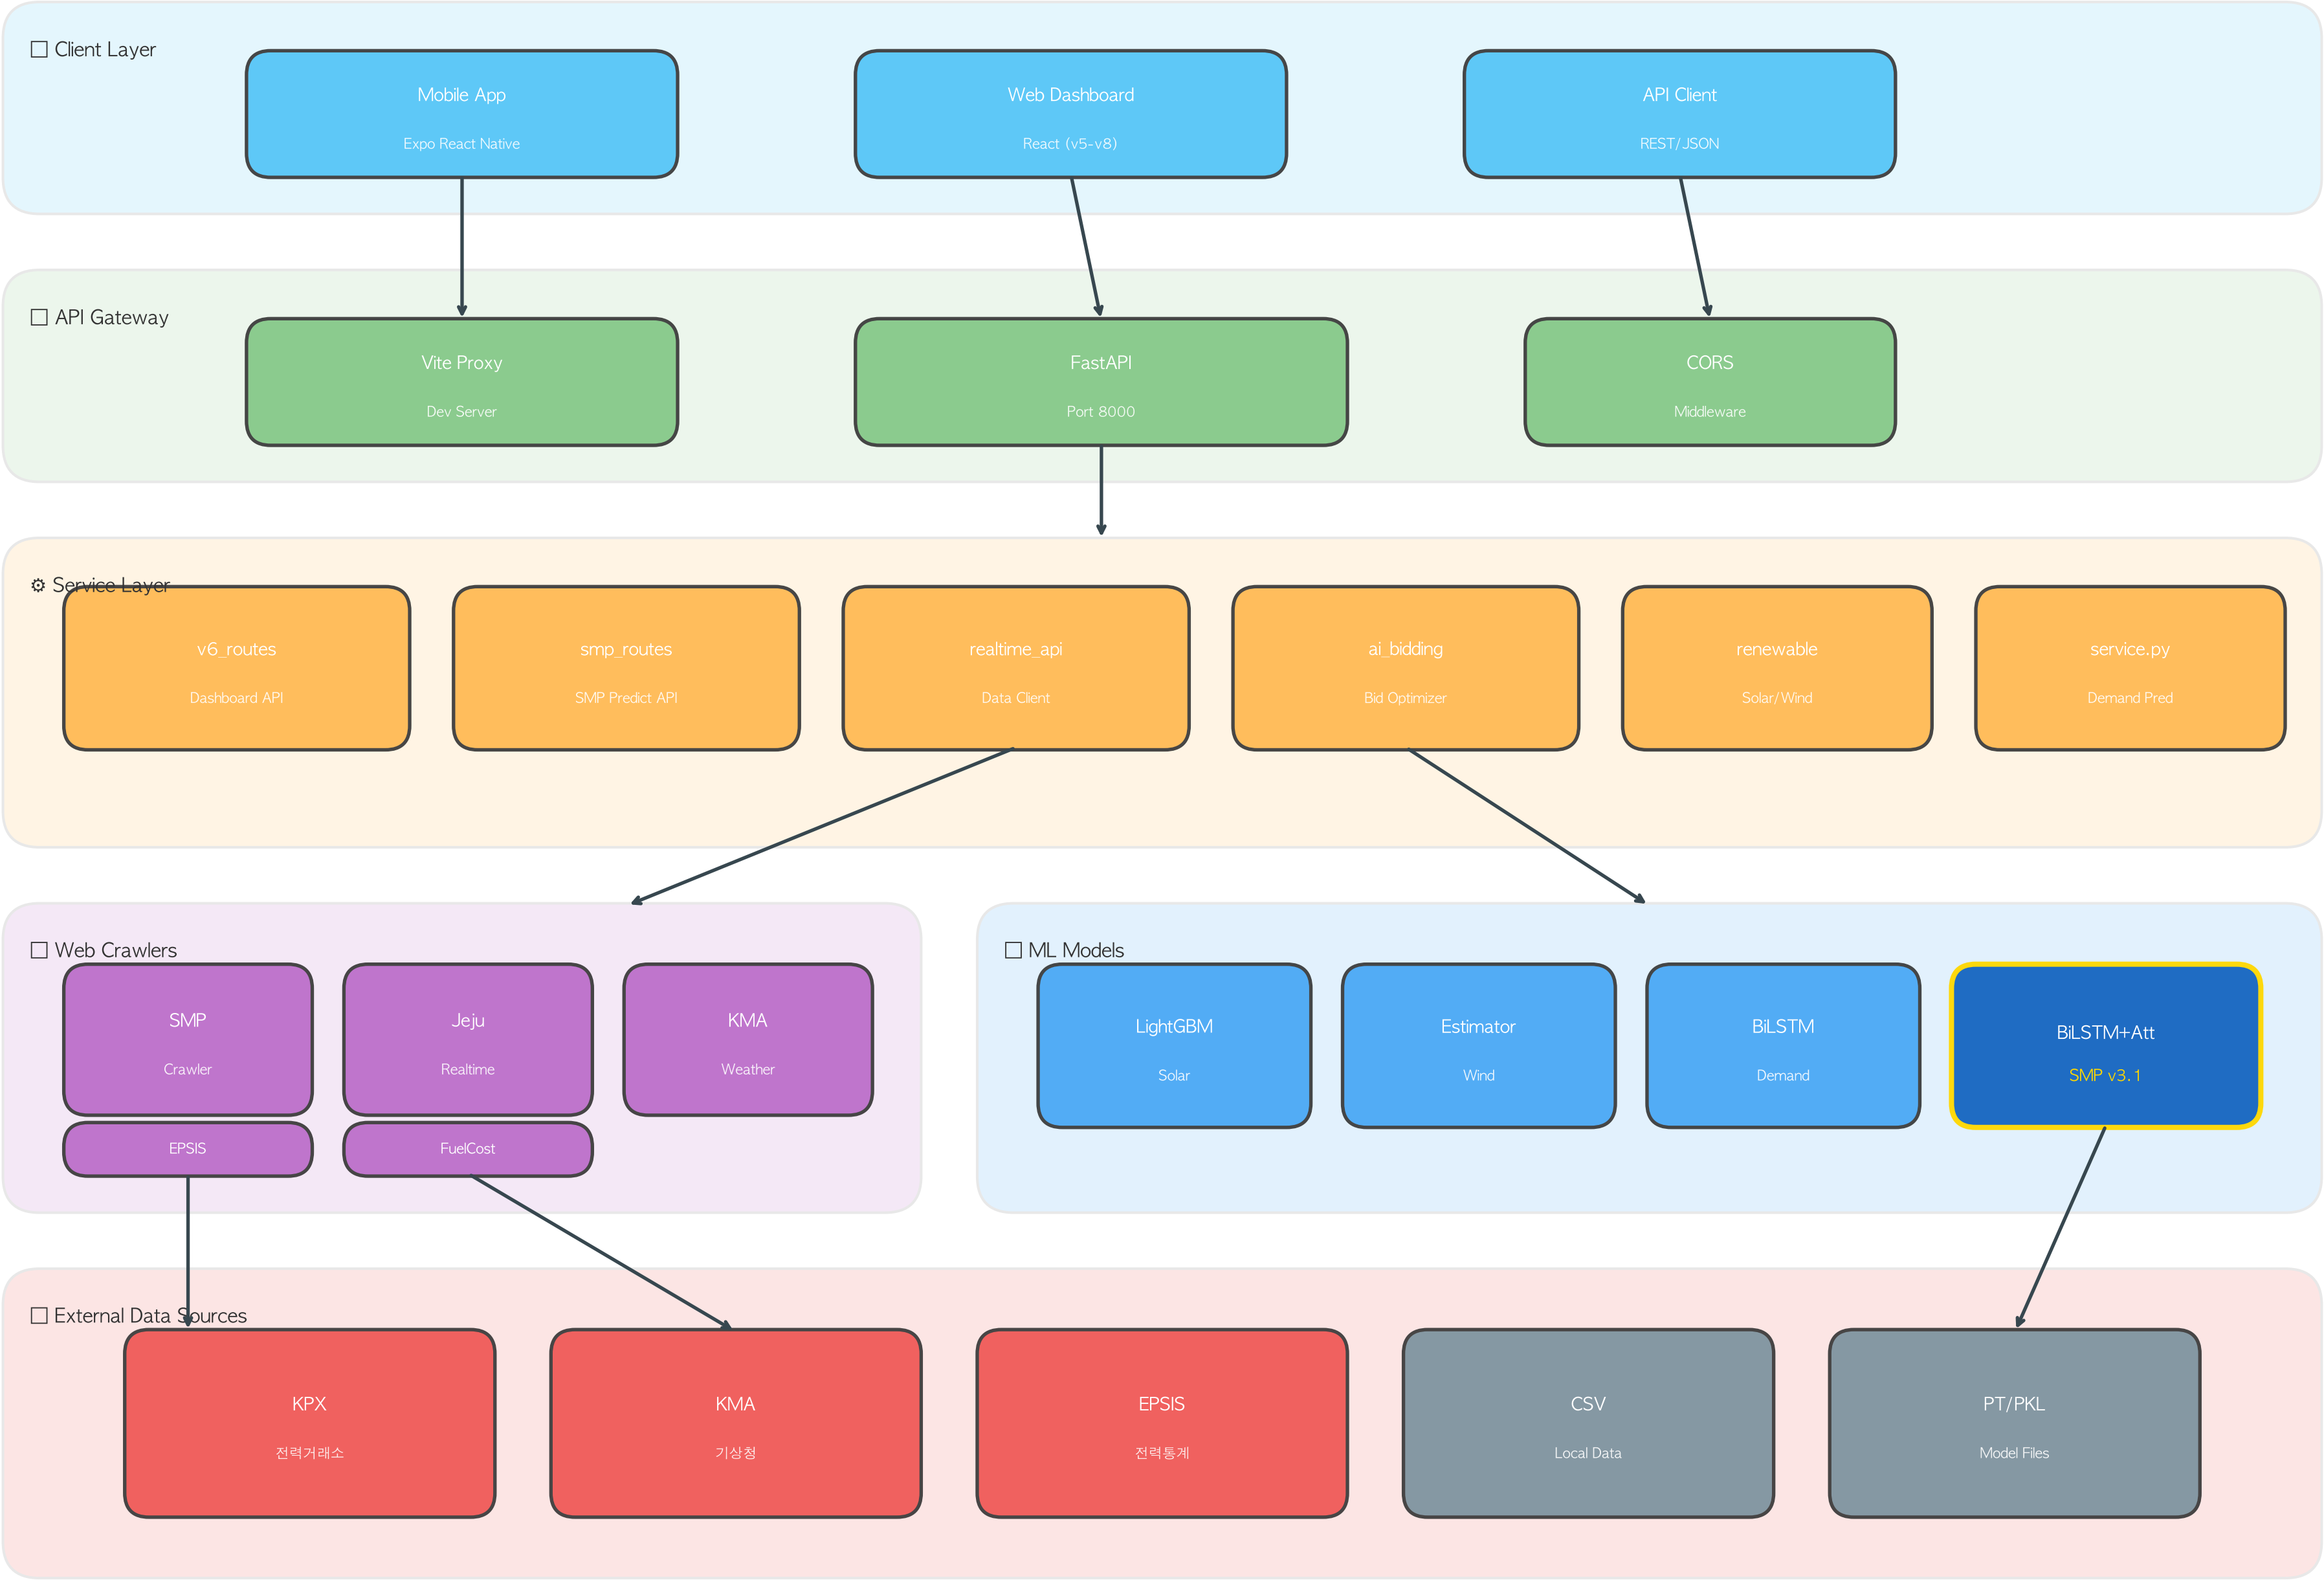 □ Client Layer
Mobile App
Expo React Native
Web Dashboard
React (v5-v8)
API Client
REST/JSON
□ API Gateway
Vite Proxy
Dev Server
FastAPI
Port 8000
CORS
Middleware
⚙ Service Layer
v6_routes
Dashboard API
smp_routes
SMP Predict API
realtime_api
Data Client
ai_bidding
Bid Optimizer
renewable
Solar/Wind
service.py
Demand Pred
□ Web Crawlers
SMP
Crawler
Jeju
Realtime
KMA
Weather
EPSIS
FuelCost
□ ML Models
LightGBM
Solar
Estimator
Wind
BiLSTM
Demand
BiLSTM+Att
SMP v3.1
□ External Data Sources
KPX
전력거래소
KMA
기상청
EPSIS
전력통계
CSV
Local Data
PT/PKL
Model Files